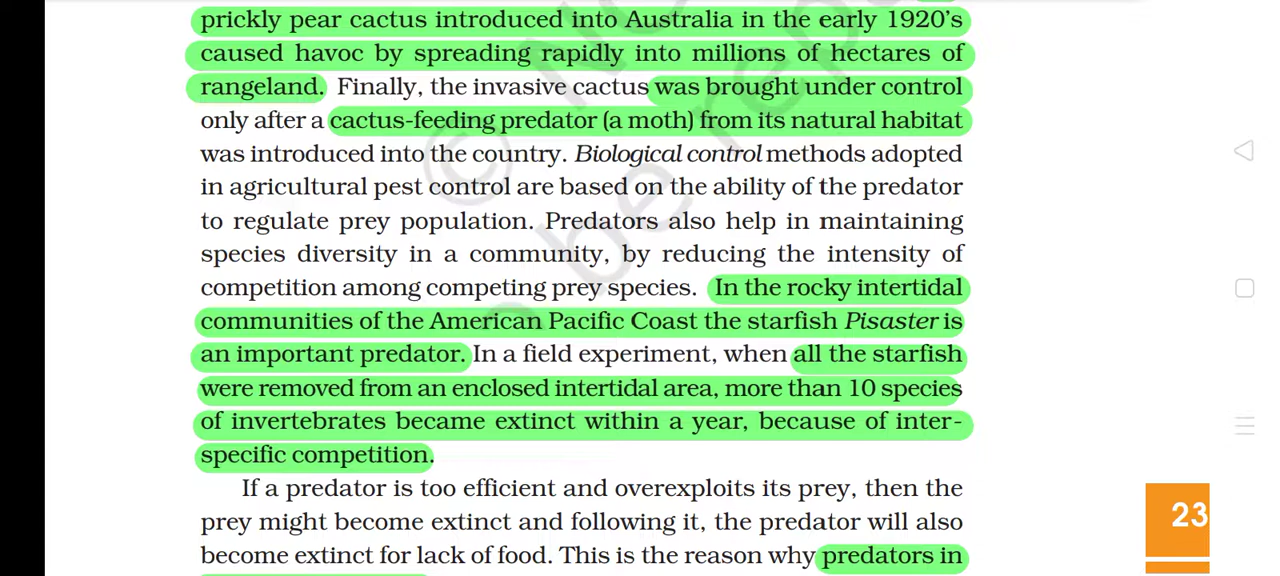 prickly pear cactus introduced into Australia in the early 1920's
caused havoc by spreading rapidly into millions of hectares of
rangeland. Finally, the invasive cactus was brought under control
only after a cactus-feeding predator (a moth) from its natural habitat
was introduced into the country. Biological control methods adopted
in agricultural pest control are based on the ability of the predator
to regulate prey population. Predators also help in maintaining
species diversity in a community, by reducing the intensity of
competition among competing prey species. In the rocky intertidal
communities of the American Pacific Coast the starfish Pisaster is
an important predator. In a field experiment, when all the starfish
were removed from an enclosed intertidal area, more than 10 species
of invertebrates became extinct within a year, because of inter-
specific competition.
If a predator is too efficient and overexploits its prey, then the
prey might become extinct and following it, the predator will also
become extinct for lack of food. This is the reason why predators in
23